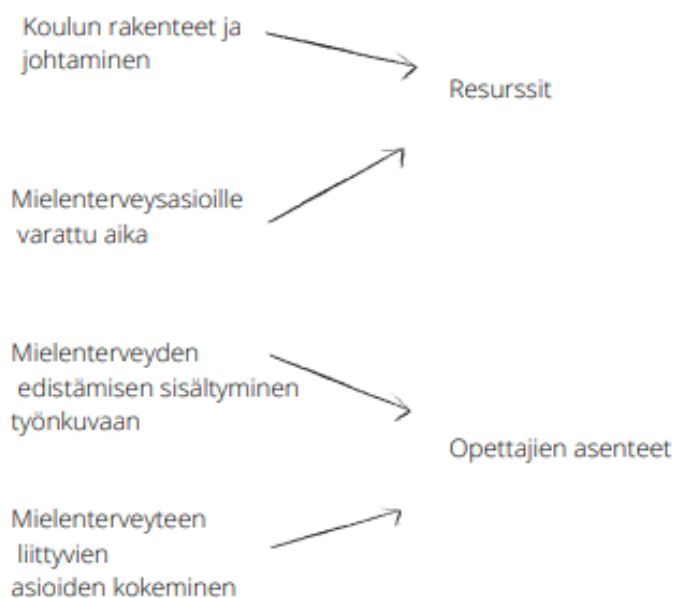 Koulun rakenteet ja
johtaminen
Resurssit
Mielenterveysasioille
varattu aika
Mielenterveyden
edistämisen sisältyminen
työnkuvaan
Opettajien asenteet
Mielenterveyteen
liittyvien
asioiden kokeminen